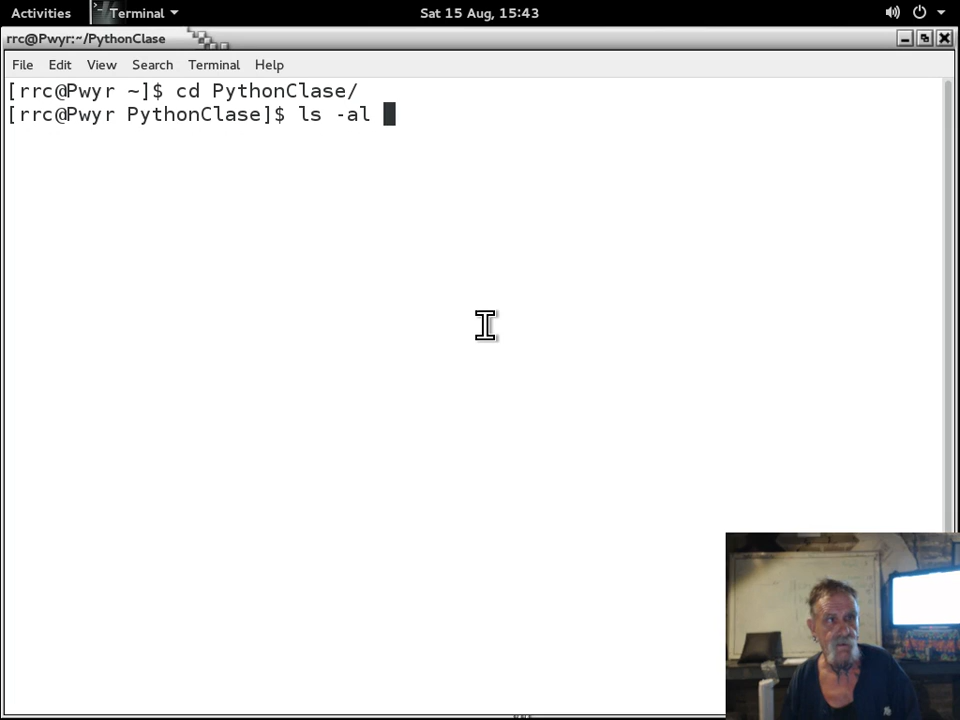 Activities Terminal Sat 15 Aug, 15:43
rrc@Pwyr:~/PythonClase
File Edit View Search Terminal Help
[rrc@Pwyr ~]$ cd PythonClase/
[rrc@Pwyr PythonClase]$ ls -al